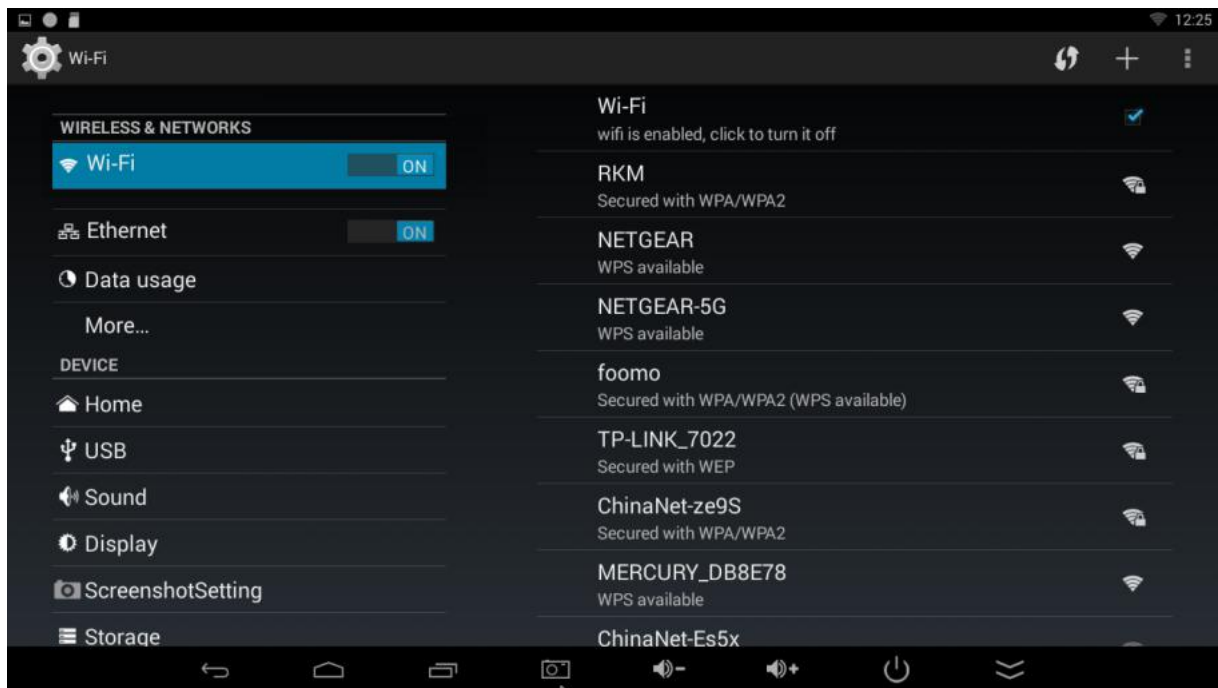 12:25
Wi-Fi
WIRELESS & NETWORKS
Wi-Fi
ON
Ethernet
ON
Data usage
More...
DEVICE
Home
USB
Sound
Display
ScreenshotSetting
Storage
Wi-Fi
wifi is enabled, click to turn it off
RKM
Secured with WPA/WPA2
NETGEAR
WPS available
NETGEAR-5G
WPS available
foomo
Secured with WPA/WPA2 (WPS available)
TP-LINK_7022
Secured with WEP
ChinaNet-ze9S
Secured with WPA/WPA2
MERCURY_DB8E78
WPS available
ChinaNet-Es5x